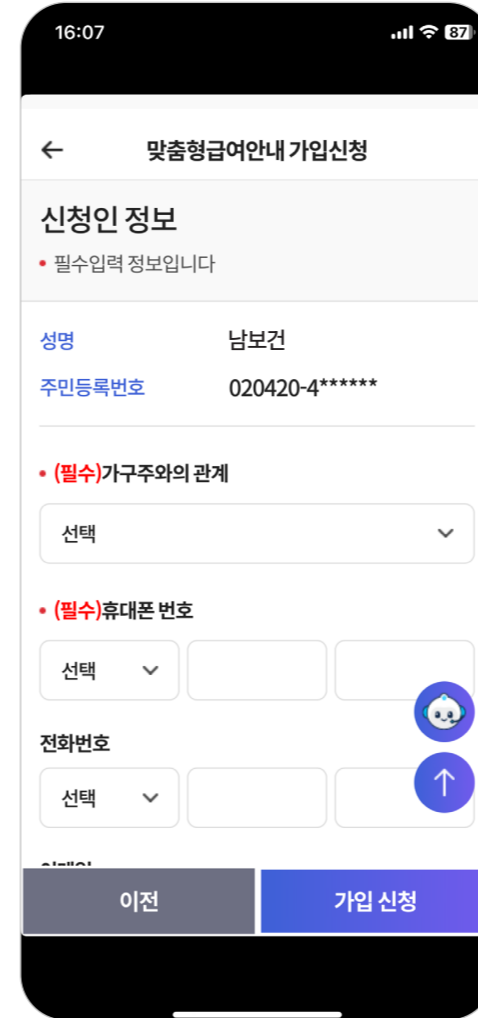 16:07
87
맞춤형급여안내 가입신청
신청인 정보
• 필수입력 정보입니다
성명 남보건
주민등록번호 020420-4******
• (필수)가구주와의 관계
선택
• (필수)휴대폰 번호
선택
전화번호
선택
이전 가입 신청